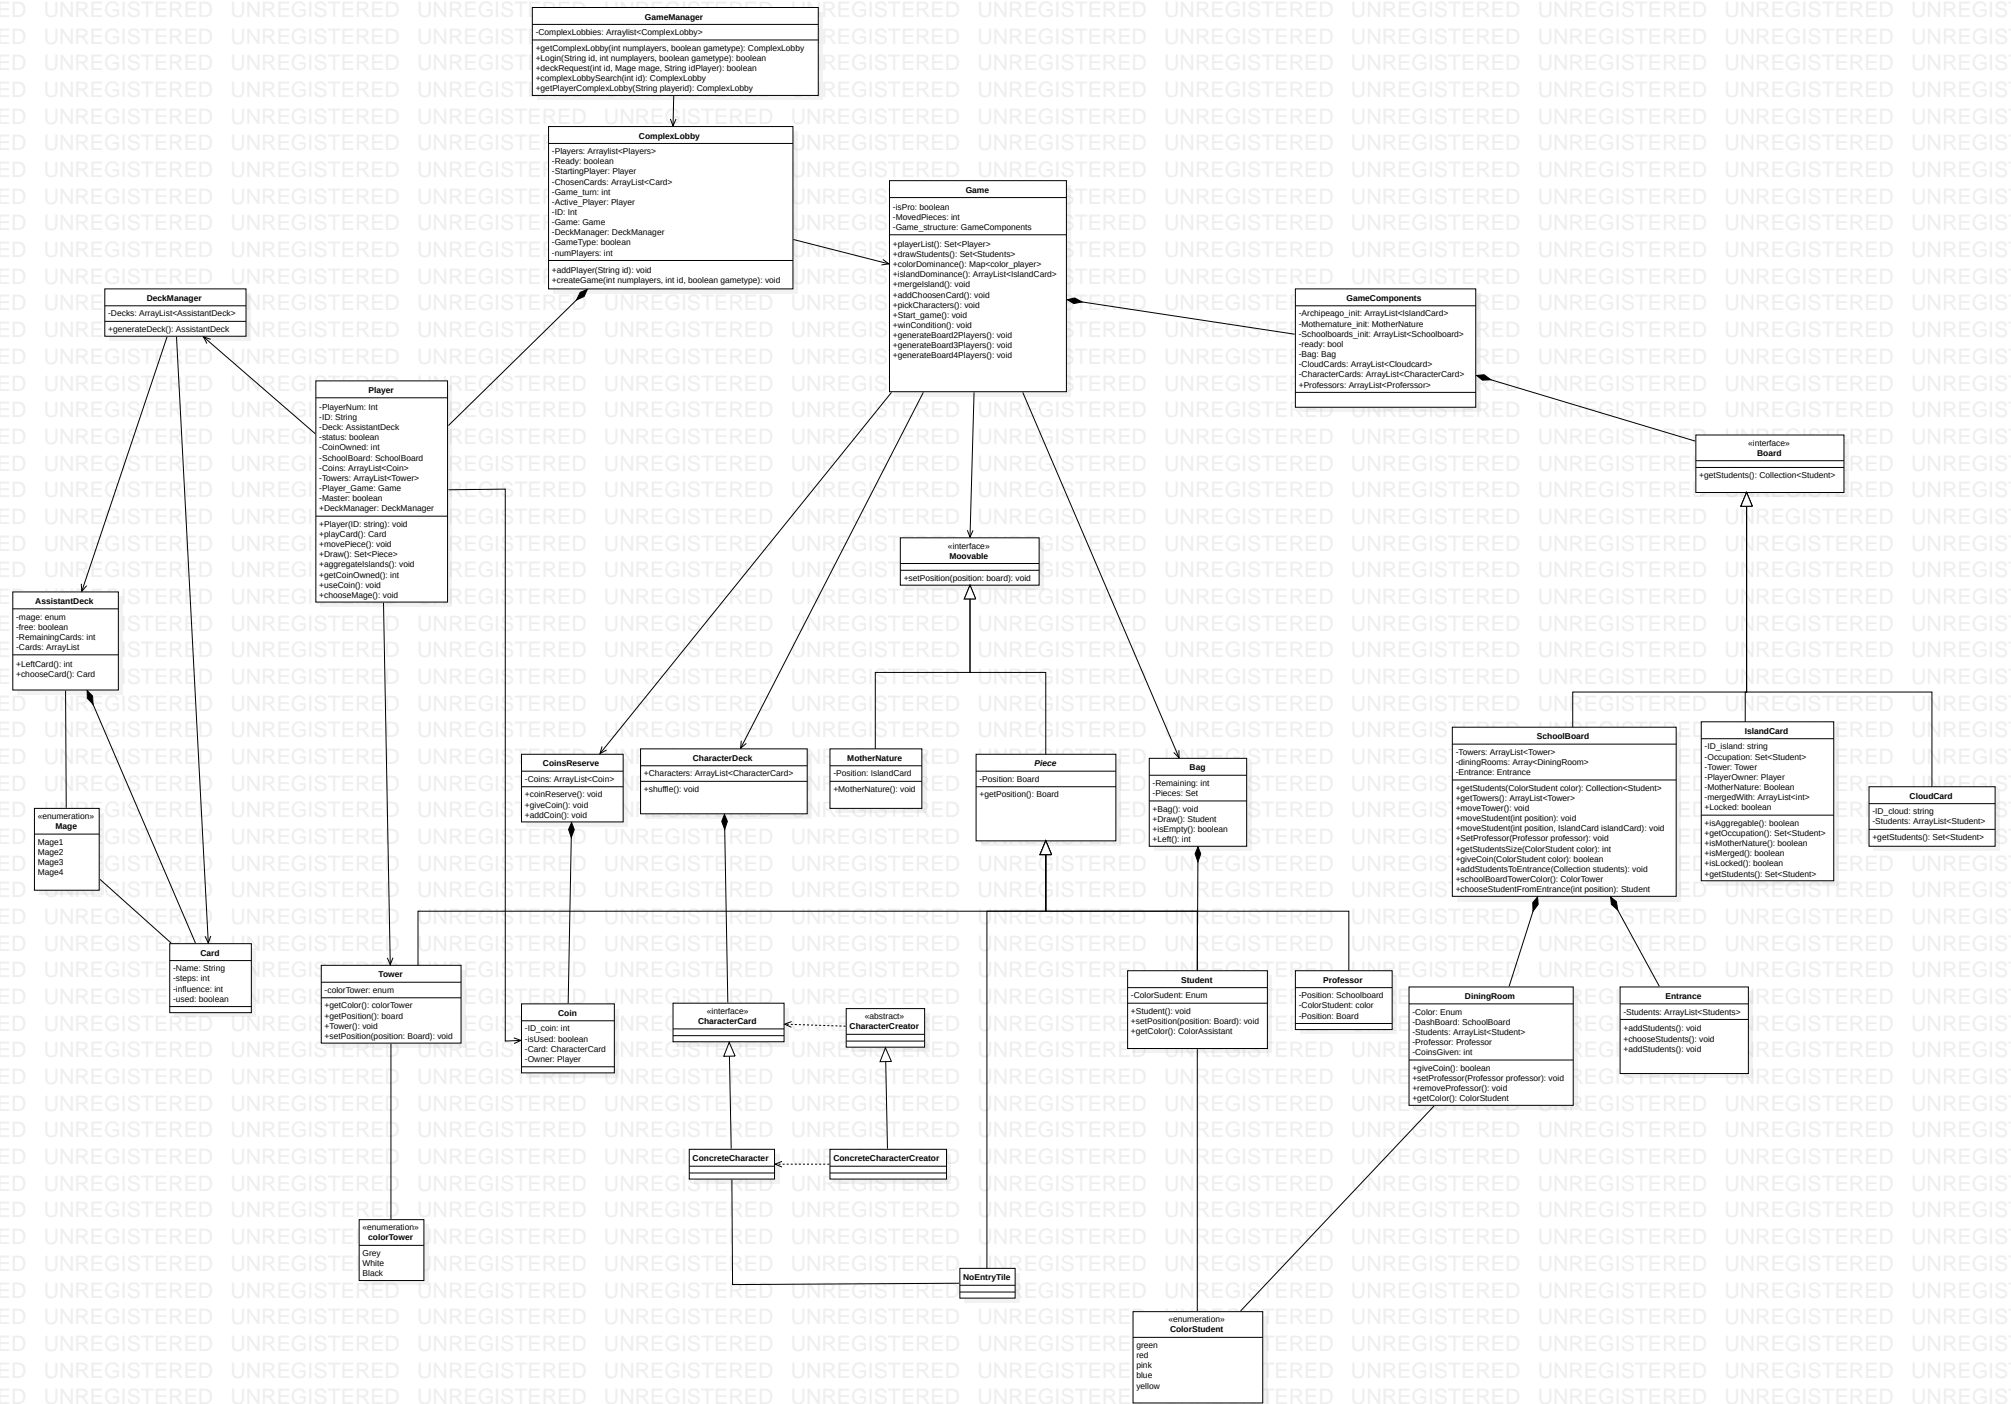 GameManager
-ComplexLobbies: Arraylist<ComplexLobby>
+getComplexLobby(int numplayers, boolean gametype): ComplexLobby
+Login(String id, int numplayers, boolean gametype): boolean
+deckRequest(int id, Mage mage, String idPlayer): boolean
+complexLobbySearch(int id): ComplexLobby
+getPlayerComplexLobby(String playerid): ComplexLobby
ComplexLobby
-Players: Arraylist<Players>
-Ready: boolean
-StartingPlayer: Player
-ChosenCards: ArrayList<Card>
-Game_turn: int
-Active_Player: Player
-ID: Int
-Game: Game
-DeckManager: DeckManager
-GameType: boolean
-numPlayers: int
+addPlayer(String id): void
+createGame(int numplayers, int id, boolean gametype): void
Game
-isPro: boolean
-MovedPieces: int
-Game_structure: GameComponents
+playerList(): Set<Player>
+drawStudents(): Set<Students>
+colorDominance(): Map<color_player>
+islandDominance(): ArrayList<IslandCard>
+mergeIsland(): void
+addChoosenCard(): void
+pickCharacters(): void
+Start_game(): void
+winCondition(): void
+generateBoard2Players(): void
+generateBoard3Players(): void
+generateBoard4Players(): void
DeckManager
-Decks: ArrayList<AssistantDeck>
+generateDeck(): AssistantDeck
GameComponents
-Archipeago_init: ArrayList<IslandCard>
-Mothernature_init: MotherNature
-Schoolboards_init: ArrayList<Schoolboard>
-ready: bool
-Bag: Bag
-CloudCards: ArrayList<Cloudcard>
-CharacterCards: ArrayList<CharacterCard>
+Professors: ArrayList<Proferssor>
Player
-PlayerNum: Int
-ID: String
-Deck: AssistantDeck
-status: boolean
-CoinOwned: int
-SchoolBoard: SchoolBoard
-Coins: ArrayList<Coin>
-Towers: ArrayList<Tower>
-Player_Game: Game
-Master: boolean
+DeckManager: DeckManager
+Player(ID: string): void
+playCard(): Card
+movePiece(): void
+Draw(): Set<Piece>
+aggregateIslands(): void
+getCoinOwned(): int
+useCoin(): void
+chooseMage(): void
«interface»
Board
+getStudents(): Collection<Student>
«interface»
Moovable
+setPosition(position: board): void
AssistantDeck
-mage: enum
-free: boolean
-RemainingCards: int
-Cards: ArrayList
+LeftCard(): int
+chooseCard(): Card
CoinsReserve
-Coins: ArrayList<Coin>
+coinReserve(): void
+giveCoin(): void
+addCoin(): void
CharacterDeck
+Characters: ArrayList<CharacterCard>
+shuffle(): void
MotherNature
-Position: IslandCard
+MotherNature(): void
Piece
-Position: Board
+getPosition(): Board
Bag
-Remaining: int
-Pieces: Set
+Bag(): void
+Draw(): Student
+isEmpty(): boolean
+Left(): int
SchoolBoard
-Towers: ArrayList<Tower>
-diningRooms: Array<DiningRoom>
-Entrance: Entrance
+getStudents(ColorStudent color): Collection<Student>
+getTowers(): ArrayList<Tower>
+moveTower(): void
+moveStudent(int position): void
+moveStudent(int position, IslandCard islandCard): void
+SetProfessor(Professor professor): void
+getStudentsSize(ColorStudent color): int
+giveCoin(ColorStudent color): boolean
+addStudentsToEntrance(Collection students): void
+schoolBoardTowerColor(): ColorTower
+chooseStudentFromEntrance(int position): Student
IslandCard
-ID_island: string
-Occupation: Set<Student>
-Tower: Tower
-PlayerOwner: Player
-MotherNature: Boolean
-mergedWith: ArrayList<int>
+Locked: boolean
+isAggregable(): boolean
+getOccupation(): Set<Student>
+isMotherNature(): boolean
+isMerged(): boolean
+isLocked(): boolean
+getStudents(): Set<Student>
CloudCard
-ID_cloud: string
-Students: ArrayList<Student>
+getStudents(): Set<Student>
«enumeration»
Mage
Mage1
Mage2
Mage3
Mage4
Card
-Name: String
-steps: int
-influence: int
-used: boolean
Tower
-colorTower: enum
+getColor(): colorTower
+getPosition(): board
+Tower(): void
+setPosition(position: Board): void
Coin
-ID_coin: int
-isUsed: boolean
-Card: CharacterCard
-Owner: Player
«interface»
CharacterCard
«abstract»
CharacterCreator
Student
-ColorSudent: Enum
+Student(): void
+setPosition(position: Board): void
+getColor(): ColorAssistant
Professor
-Position: Schoolboard
-ColorStudent: color
-Position: Board
DiningRoom
-Color: Enum
-DashBoard: SchoolBoard
-Students: ArrayList<Student>
-Professor: Professor
-CoinsGiven: int
+giveCoin(): boolean
+setProfessor(Professor professor): void
+removeProfessor(): void
+getColor(): ColorStudent
Entrance
-Students: ArrayList<Students>
+addStudents(): void
+chooseStudents(): void
+addStudents(): void
ConcreteCharacter
ConcreteCharacterCreator
«enumeration»
colorTower
Grey
White
Black
NoEntryTile
«enumeration»
ColorStudent
green
red
pink
blue
yellow